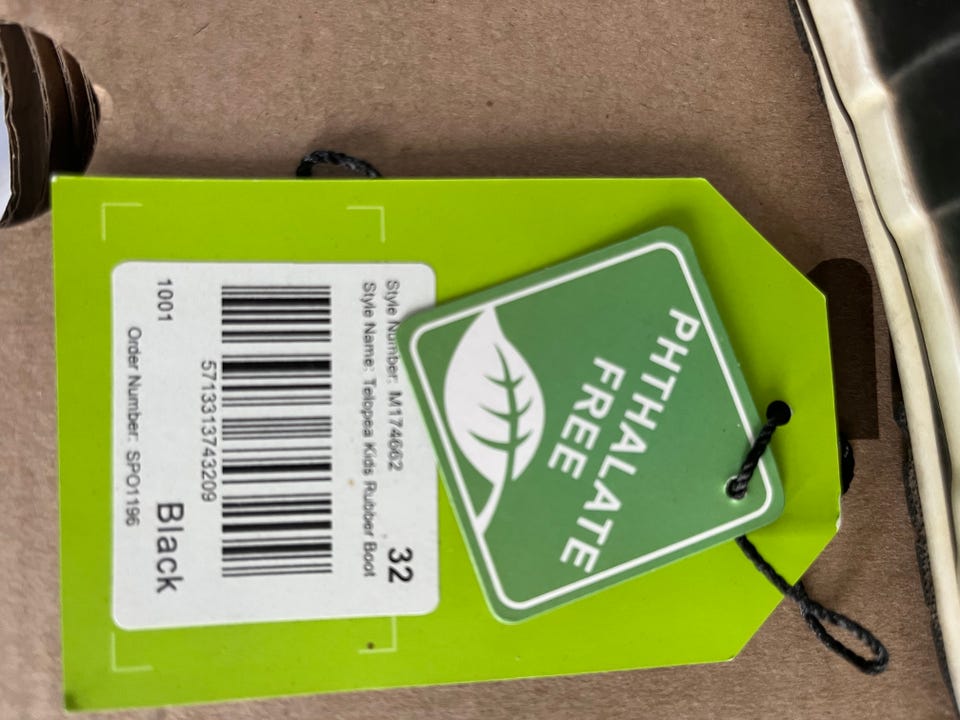 PHTHALATE
FREE
Style Number: M174662
32
Style Name: Telopea Kids Rubber Boot
5713313743209
1001
Black
Order Number: SPO1196